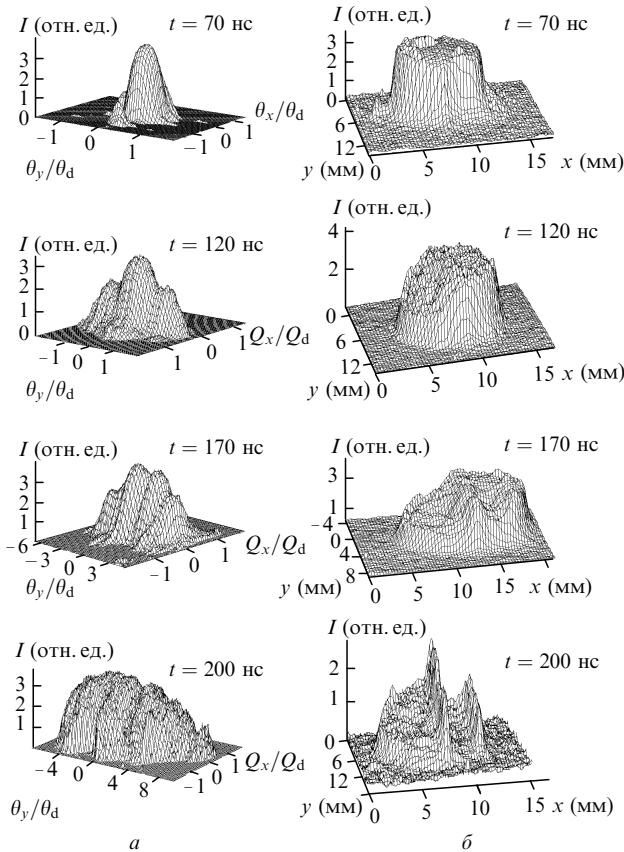 I (отн. ед.) t = 70 нс
3
2
1
0
−1 0 1
−1 0 1
θx/θd
θy/θd
I (отн. ед.) t = 70 нс
3
2
1
0
6
12
y (мм) 0 5 10 15 x (мм)
I (отн. ед.) t = 120 нс
3
2
1
0
−1 0 1
1 0 1
Qx/Qd
θy/θd
I (отн. ед.) t = 120 нс
4
2
0
6
12
y (мм) 0 5 10 15 x (мм)
I (отн. ед.) t = 170 нс
3
2
1
−6 −3 0 3
−1 0 1
Qx/Qd
θy/θd
I (отн. ед.) t = 170 нс
3
1
−4
0
4
8
y (мм) 0 5 10 15 x (мм)
I (отн. ед.) t = 200 нс
3
2
1
−4 0 4 8
−1 0 1
Qx/Qd
θy/θd
I (отн. ед.) t = 200 нс
2
1
0
6
12
y (мм) 0 5 10 15 x (мм)
а б